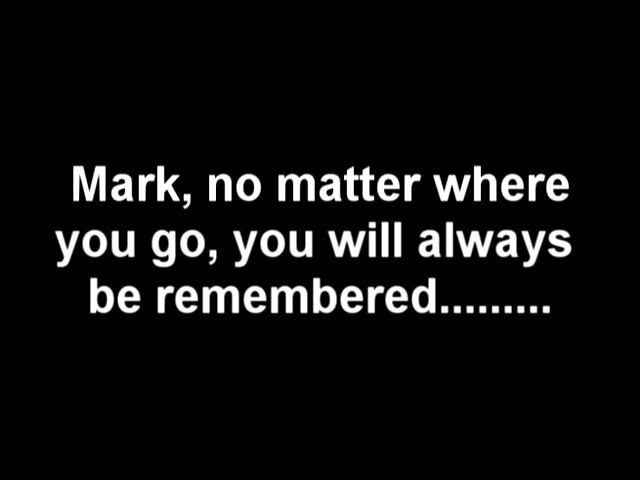 Mark, no matter where
you go, you will always
be remembered.........